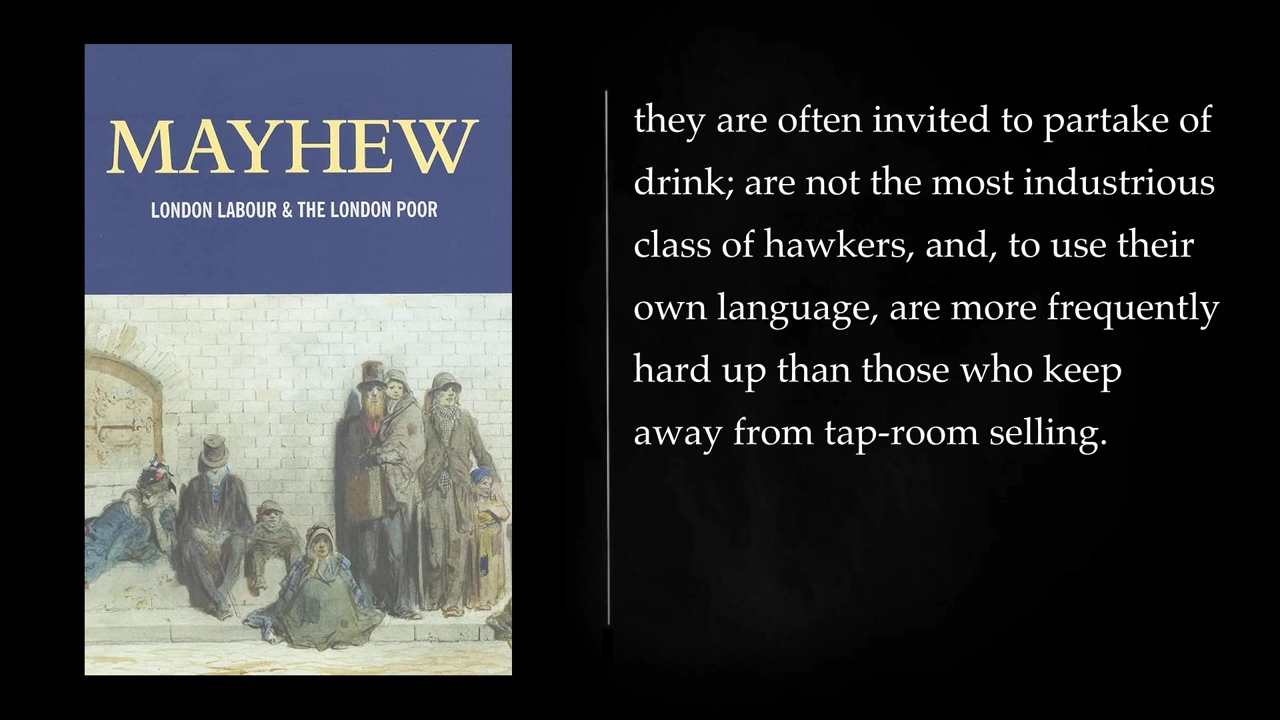 MAYHEW
LONDON LABOUR & THE LONDON POOR
they are often invited to partake of
drink; are not the most industrious
class of hawkers, and, to use their
own language, are more frequently
hard up than those who keep
away from tap-room selling.